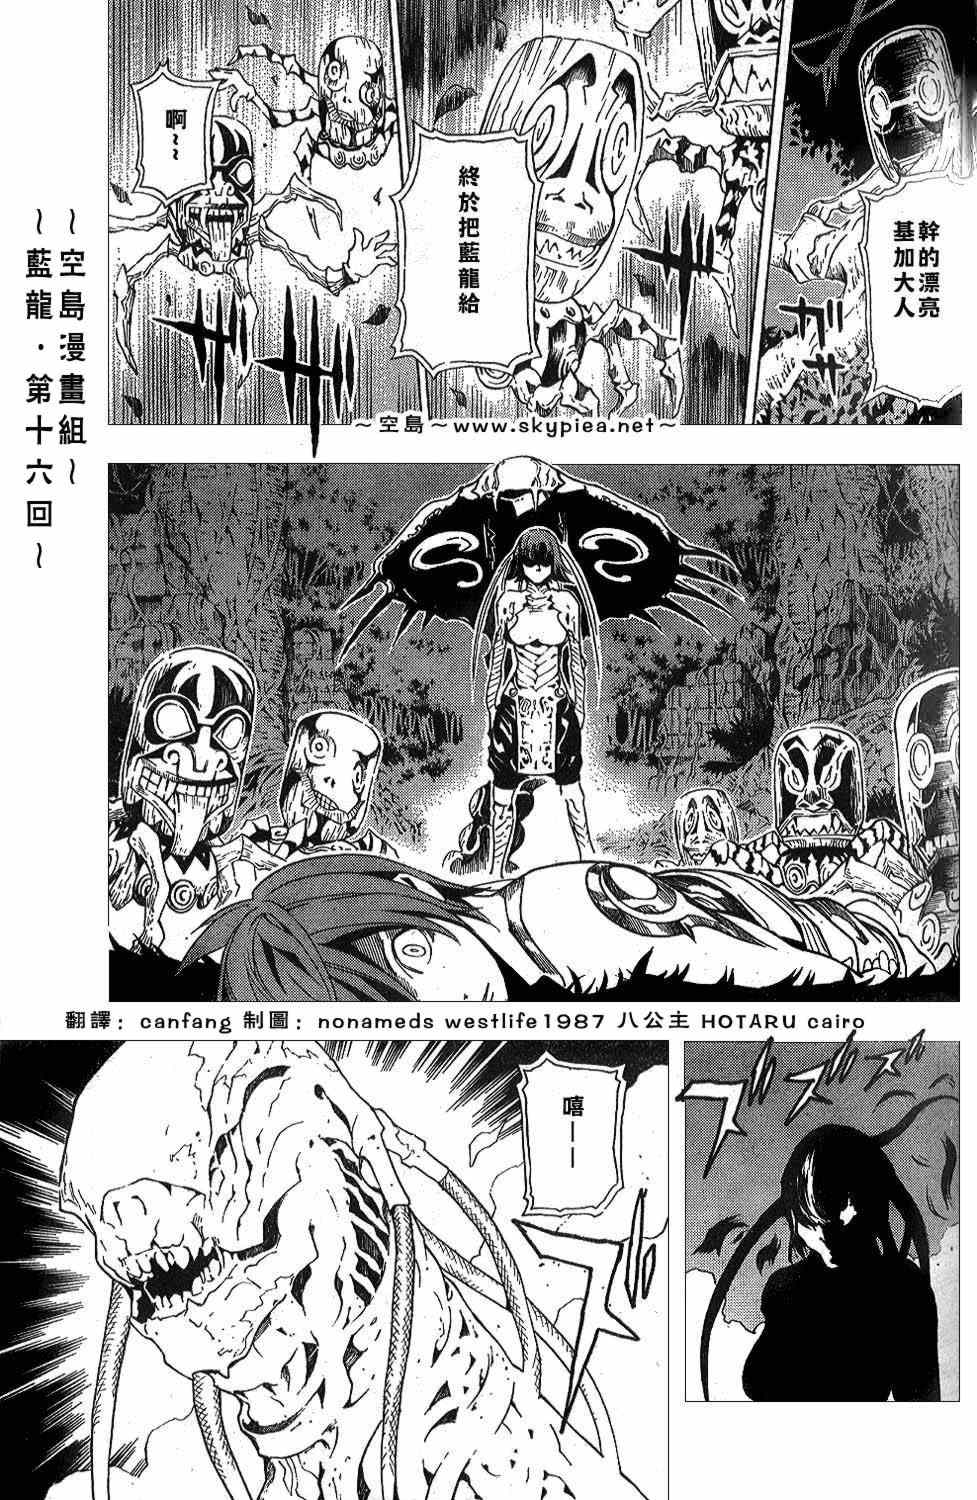 幹的漂亮
基加大人
終於把藍龍給
啊~~
~空島漫畫組~
~藍龍·第十六回~
~空島~www.skypiea.net~
翻譯: canfang 制圖: nonameds westlife1987 八公主 HOTARU cairo
嘻——